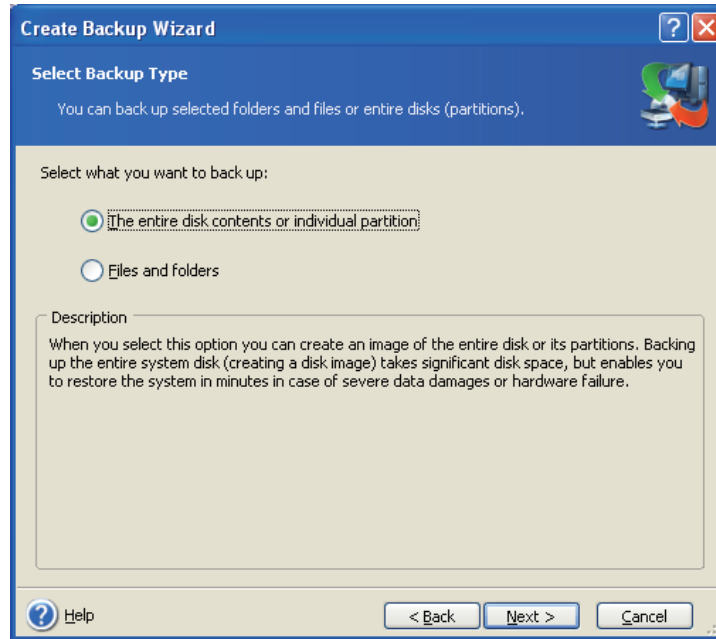 Create Backup Wizard
Select Backup Type
You can back up selected folders and files or entire disks (partitions).
Select what you want to back up:
The entire disk contents or individual partition
Files and folders
Description
When you select this option you can create an image of the entire disk or its partitions. Backing
up the entire system disk (creating a disk image) takes significant disk space, but enables you
to restore the system in minutes in case of severe data damages or hardware failure.
Help
< Back
Next >
Cancel